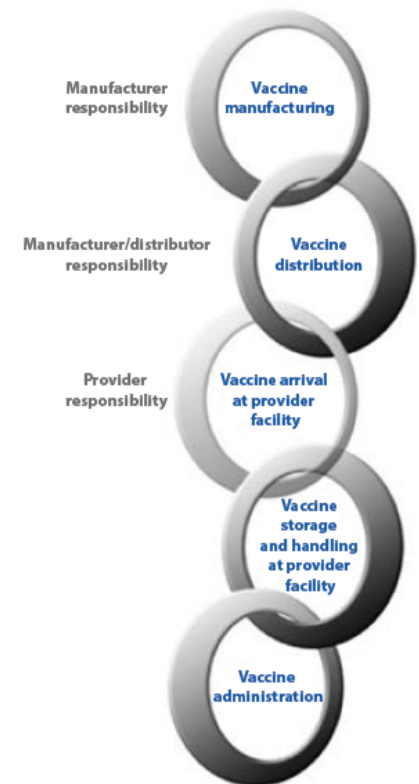 Manufacturer
responsibility
Vaccine
manufacturing
Manufacturer/distributor
responsibility
Vaccine
distribution
Provider
responsibility
Vaccine arrival
at provider
facility
Vaccine
storage
and handling
at provider
facility
Vaccine
administration